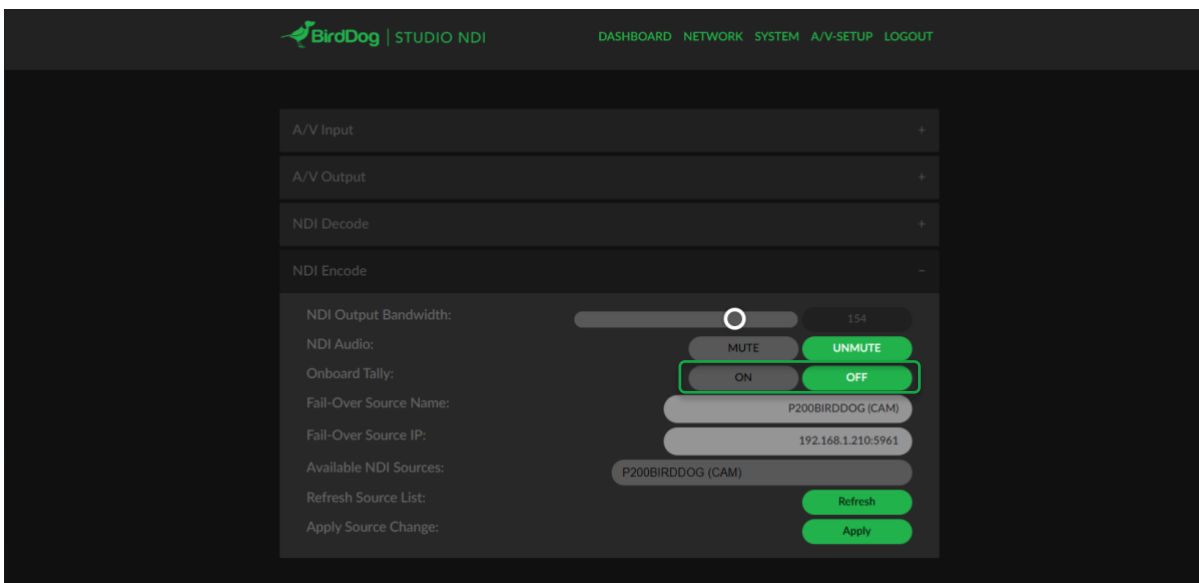 BirdDog | STUDIO NDI DASHBOARD NETWORK SYSTEM A/V-SETUP LOGOUT
A/V Input +
A/V Output +
NDI Decode +
NDI Encode −
NDI Output Bandwidth: 154
NDI Audio: MUTE UNMUTE
Onboard Tally: ON OFF
Fail-Over Source Name: P200BIRDDOG (CAM)
Fail-Over Source IP: 192.168.1.210:5961
Available NDI Sources: P200BIRDDOG (CAM)
Refresh Source List: Refresh
Apply Source Change: Apply